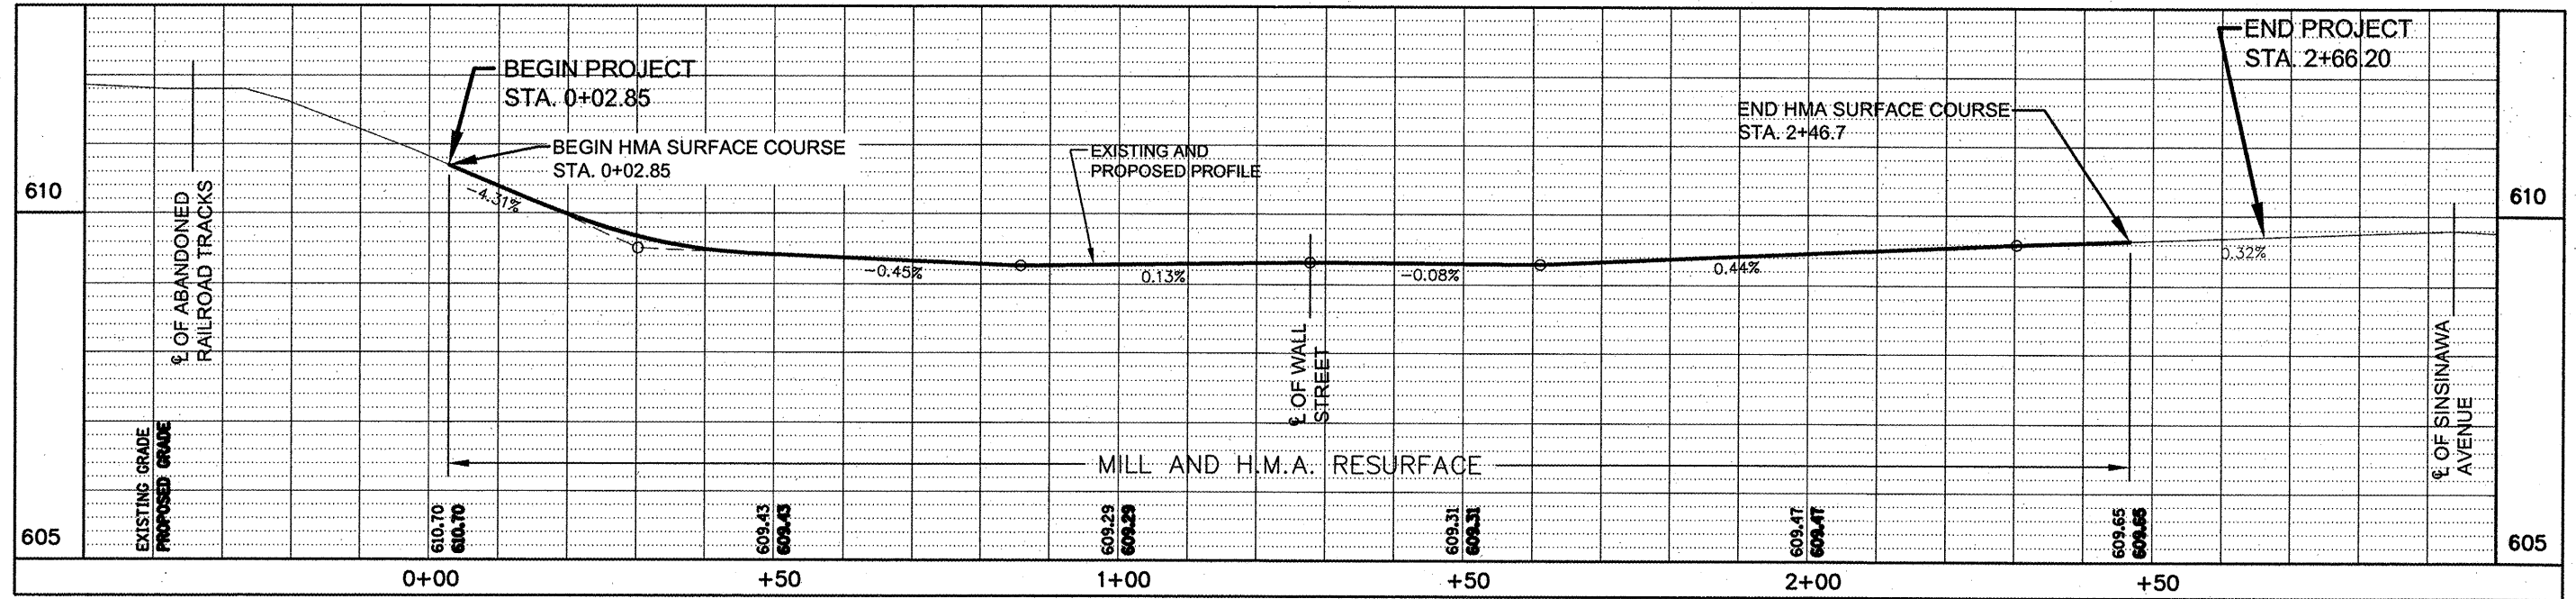 BEGIN PROJECT
STA. 0+02.85
END PROJECT
STA. 2+66.20
BEGIN HMA SURFACE COURSE
STA. 0+02.85
EXISTING AND
PROPOSED PROFILE
END HMA SURFACE COURSE
STA. 2+46.7
610
610
℄ OF ABANDONED
RAILROAD TRACKS
-4.31%
-0.45%
0.13%
-0.08%
0.44%
0.32%
℄ OF WALL
STREET
℄ OF SINSINAWA
AVENUE
MILL AND H.M.A. RESURFACE
EXISTING GRADE
PROPOSED GRADE
610.70
610.70
609.43
609.43
609.29
609.29
609.31
609.31
609.47
609.47
609.65
609.65
605
605
0+00
+50
1+00
+50
2+00
+50